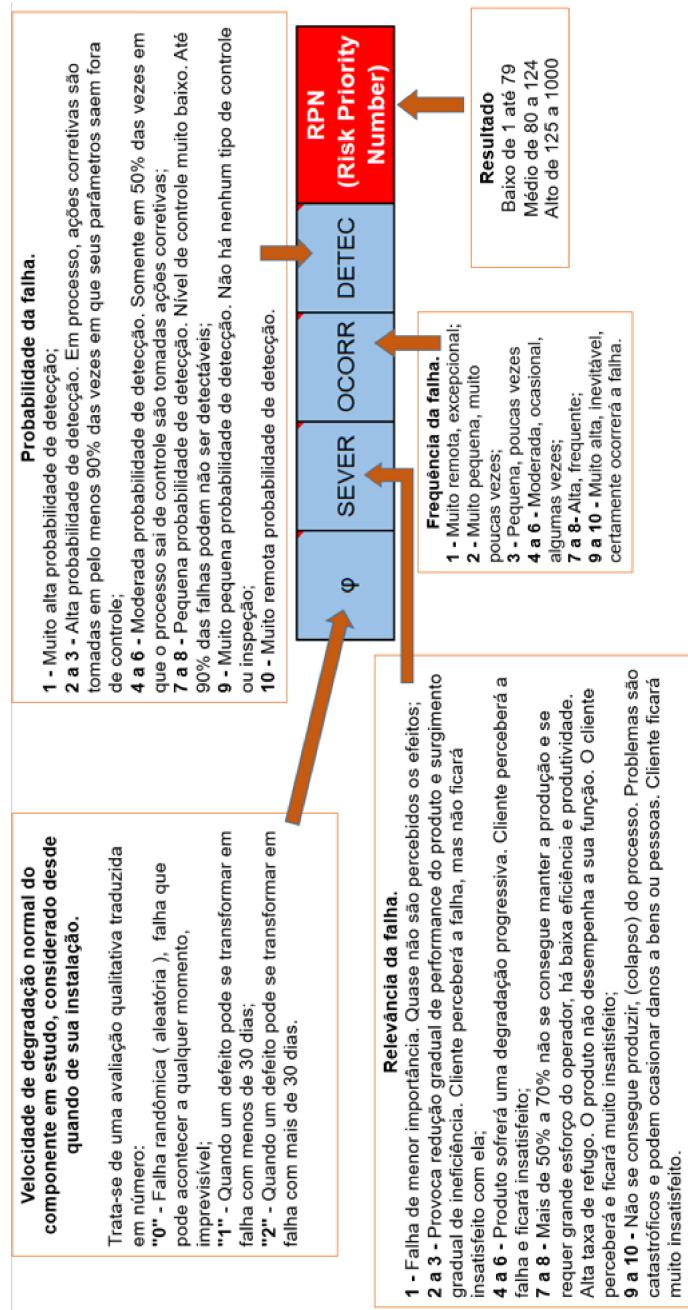 Velocidade de degradação normal do
componente em estudo, considerado desde
quando de sua instalação.
Trata-se de uma avaliação qualitativa traduzida
em número:
"0" - Falha randômica ( aleatória ), falha que
pode acontecer a qualquer momento,
imprevisível;
"1" - Quando um defeito pode se transformar em
falha com menos de 30 dias;
"2" - Quando um defeito pode se transformar em
falha com mais de 30 dias.
Probabilidade da falha.
1 - Muito alta probabilidade de detecção;
2 a 3 - Alta probabilidade de detecção. Em processo, ações corretivas são
tomadas em pelo menos 90% das vezes em que seus parâmetros saem fora
de controle;
4 a 6 - Moderada probabilidade de detecção. Somente em 50% das vezes em
que o processo sai de controle são tomadas ações corretivas;
7 a 8 - Pequena probabilidade de detecção. Nível de controle muito baixo. Até
90% das falhas podem não ser detectáveis;
9 - Muito pequena probabilidade de detecção. Não há nenhum tipo de controle
ou inspeção;
10 - Muito remota probabilidade de detecção.
φ
SEVER
OCORR
DETEC
RPN
(Risk Priority
Number)
Relevância da falha.
1 - Falha de menor importância. Quase não são percebidos os efeitos;
2 a 3 - Provoca redução gradual de performance do produto e surgimento
gradual de ineficiência. Cliente perceberá a falha, mas não ficará
insatisfeito com ela;
4 a 6 - Produto sofrerá uma degradação progressiva. Cliente perceberá a
falha e ficará insatisfeito;
7 a 8 - Mais de 50% a 70% não se consegue manter a produção e se
requer grande esforço do operador, há baixa eficiência e produtividade.
Alta taxa de refugo. O produto não desempenha a sua função. O cliente
perceberá e ficará muito insatisfeito;
9 a 10 - Não se consegue produzir, (colapso) do processo. Problemas são
catastróficos e podem ocasionar danos a bens ou pessoas. Cliente ficará
muito insatisfeito.
Frequência da falha.
1 - Muito remota, excepcional;
2 - Muito pequena, muito
poucas vezes;
3 - Pequena, poucas vezes
4 a 6 - Moderada, ocasional,
algumas vezes;
7 a 8- Alta, frequente;
9 a 10 - Muito alta, inevitável,
certamente ocorrerá a falha.
Resultado
Baixo de 1 até 79
Médio de 80 a 124
Alto de 125 a 1000